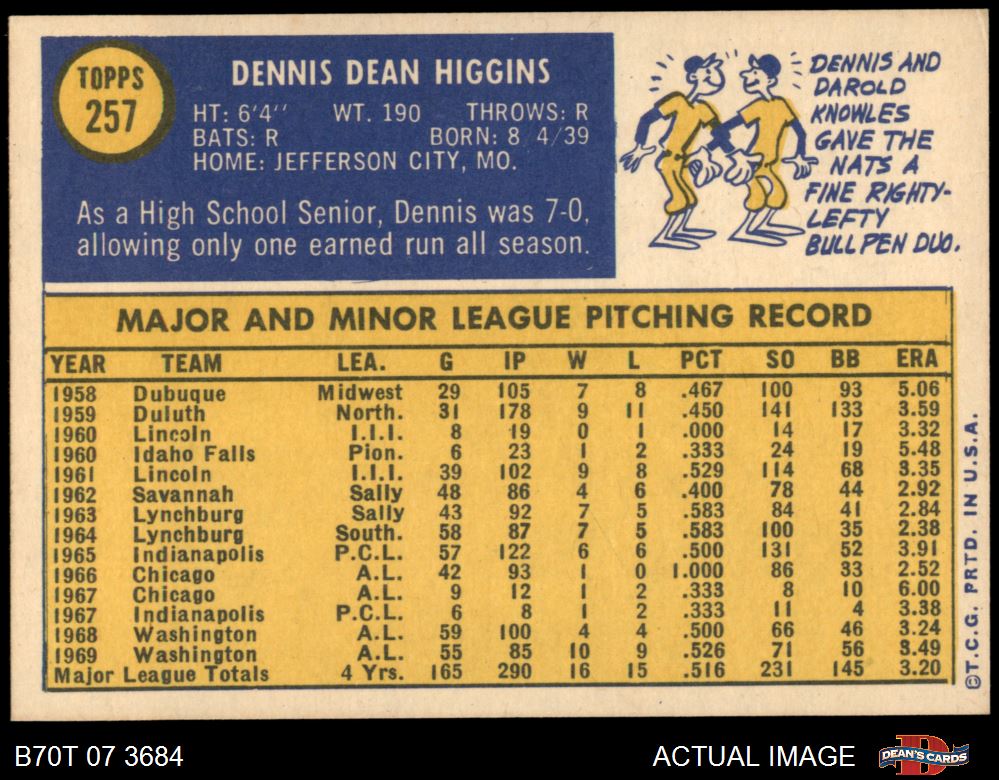 TOPPS
257
DENNIS DEAN HIGGINS
HT: 6'4'' WT. 190 THROWS: R
BATS: R BORN: 8 4/39
HOME: JEFFERSON CITY, MO.
As a High School Senior, Dennis was 7-0,
allowing only one earned run all season.
DENNIS AND
DAROLD
KNOWLES
GAVE THE
NATS A
FINE RIGHTY-
LEFTY
BULLPEN DUO.
MAJOR AND MINOR LEAGUE PITCHING RECORD
YEAR TEAM LEA. G IP W L PCT SO BB ERA
1958 Dubuque Midwest 29 105 7 8 .467 100 93 5.06
1959 Duluth North. 31 178 9 11 .450 141 133 3.59
1960 Lincoln I.I.I. 8 19 0 1 .000 14 17 3.32
1960 Idaho Falls Pion. 6 23 1 2 .333 24 19 5.48
1961 Lincoln I.I.I. 39 102 9 8 .529 114 68 3.35
1962 Savannah Sally 48 86 4 6 .400 78 44 2.92
1963 Lynchburg Sally 43 92 7 5 .583 84 41 2.84
1964 Lynchburg South. 58 87 7 5 .583 100 35 2.38
1965 Indianapolis P.C.L. 57 122 6 6 .500 131 52 3.91
1966 Chicago A.L. 42 93 1 0 1.000 86 33 2.52
1967 Chicago A.L. 9 12 1 2 .333 8 10 6.00
1967 Indianapolis P.C.L. 6 8 1 2 .333 11 4 3.38
1968 Washington A.L. 59 100 4 4 .500 66 46 3.24
1969 Washington A.L. 55 85 10 9 .526 71 56 3.49
Major League Totals 4 Yrs. 165 290 16 15 .516 231 145 3.20
©T.C.G. PRTD. IN U.S.A.
B70T 07 3684 ACTUAL IMAGE
DEAN'S CARDS